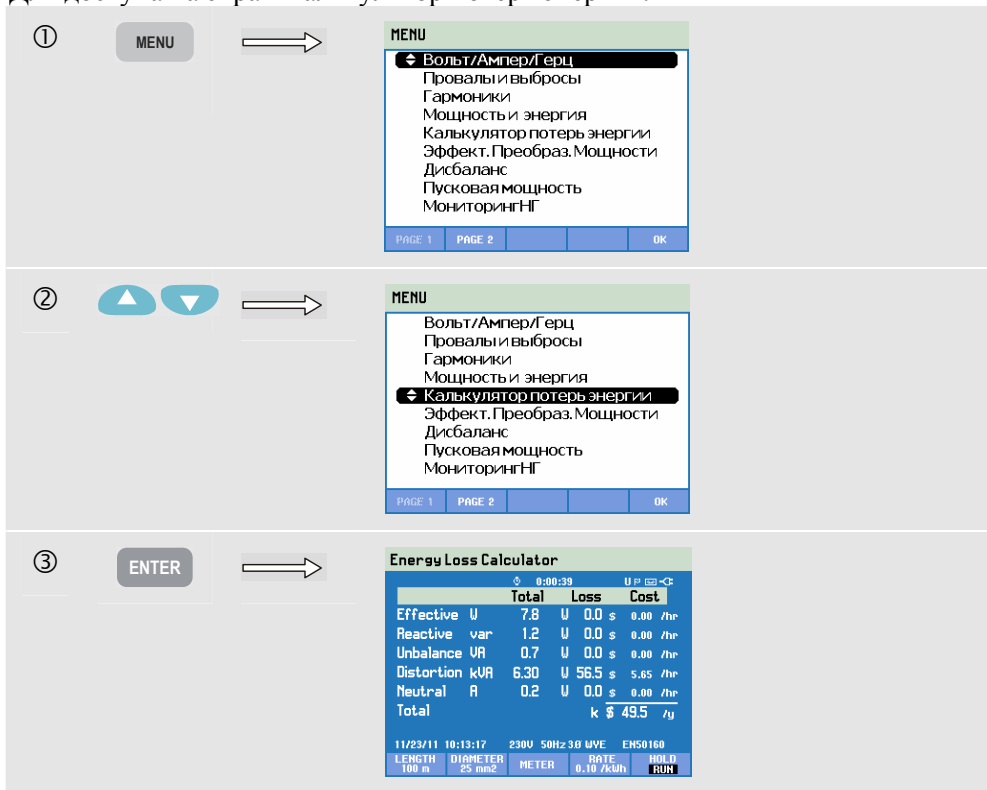 ① MENU
MENU
Вольт/Ампер/Герц
Провалы и выбросы
Гармоники
Мощность и энергия
Калькулятор потерь энергии
Эффект. Преобраз. Мощности
Дисбаланс
Пусковая мощность
МониторингНГ
PAGE 1 PAGE 2 OK
②
MENU
Вольт/Ампер/Герц
Провалы и выбросы
Гармоники
Мощность и энергия
Калькулятор потерь энергии
Эффект. Преобраз. Мощности
Дисбаланс
Пусковая мощность
МониторингНГ
PAGE 1 PAGE 2 OK
③ ENTER
Energy Loss Calculator
0:00:39
Total Loss Cost
Effective W 7.8 W 0.0 $ 0.00 /hr
Reactive var 1.2 W 0.0 $ 0.00 /hr
Unbalance VA 0.7 W 0.0 $ 0.00 /hr
Distortion kVA 6.30 W 56.5 $ 5.65 /hr
Neutral A 0.2 W 0.0 $ 0.00 /hr
Total k $ 49.5 /y
11/23/11 10:13:17 230V 50Hz 3Ø WYE EN50160
LENGTH DIAMETER METER RATE HOLD
100 m 25 mm2 0.10 /kWh RUN